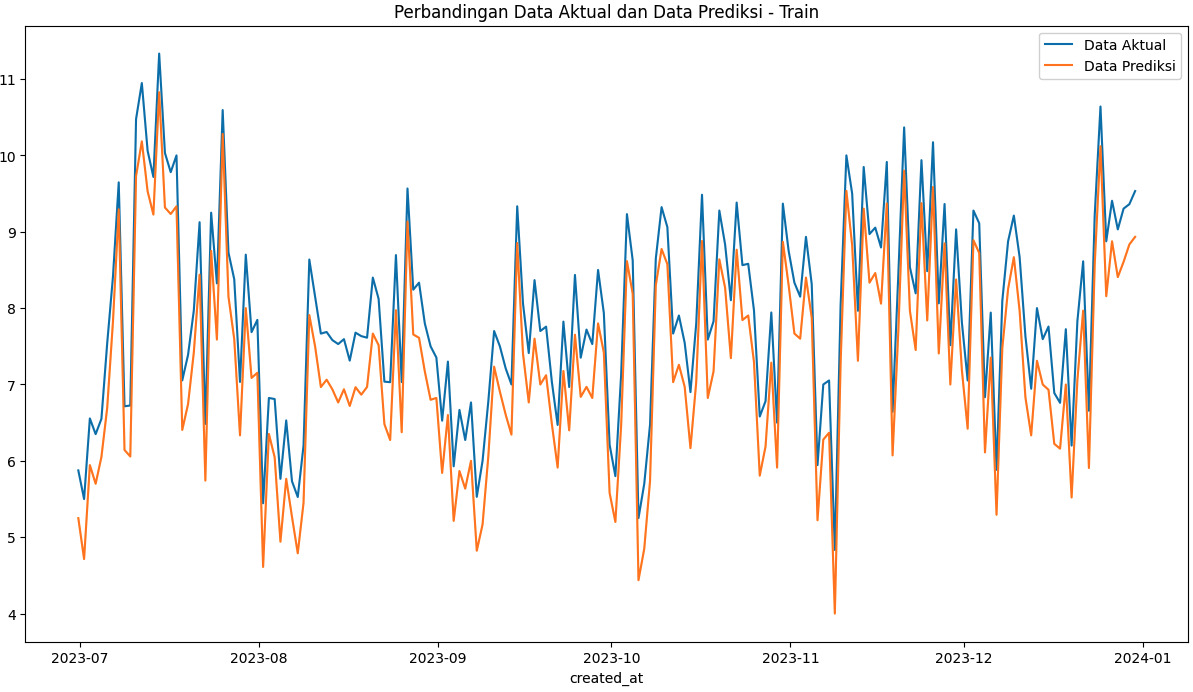 Perbandingan Data Aktual dan Data Prediksi - Train
Data Aktual
Data Prediksi
11
10
9
8
7
6
5
4
2023-07 2023-08 2023-09 2023-10 2023-11 2023-12 2024-01
created_at